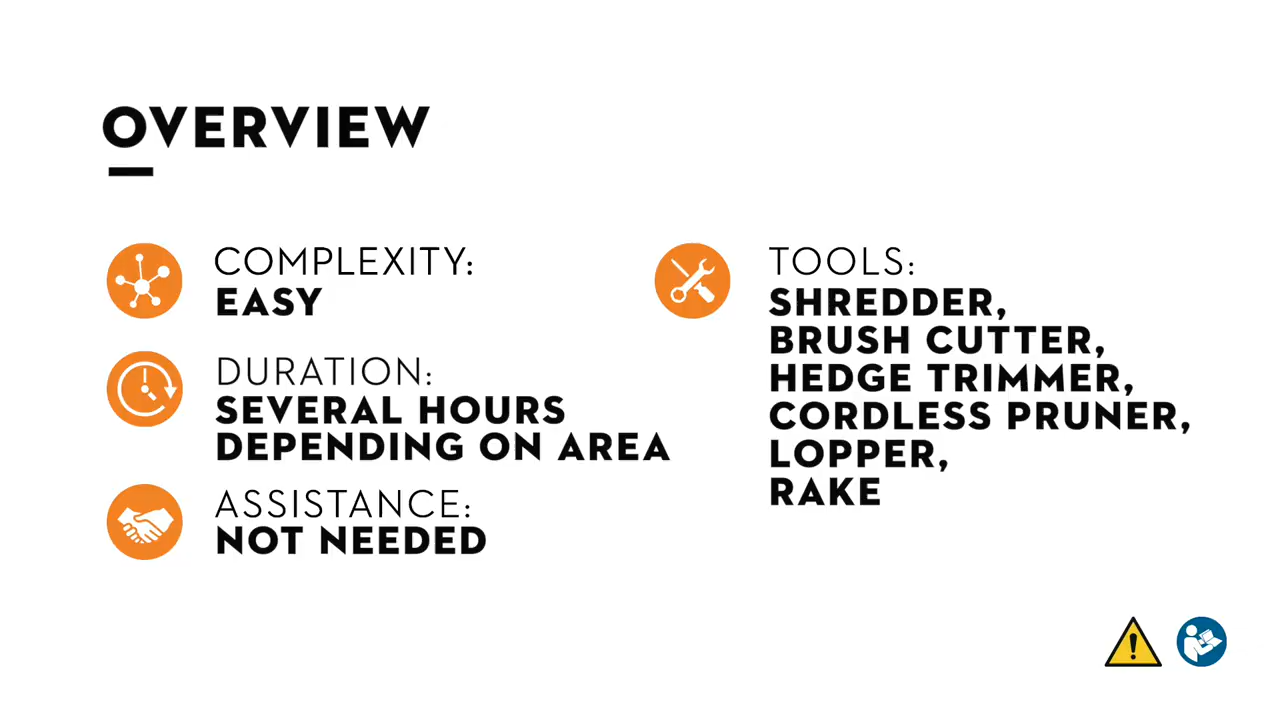 OVERVIEW
COMPLEXITY:
EASY
DURATION:
SEVERAL HOURS
DEPENDING ON AREA
ASSISTANCE:
NOT NEEDED
TOOLS:
SHREDDER,
BRUSH CUTTER,
HEDGE TRIMMER,
CORDLESS PRUNER,
LOPPER,
RAKE